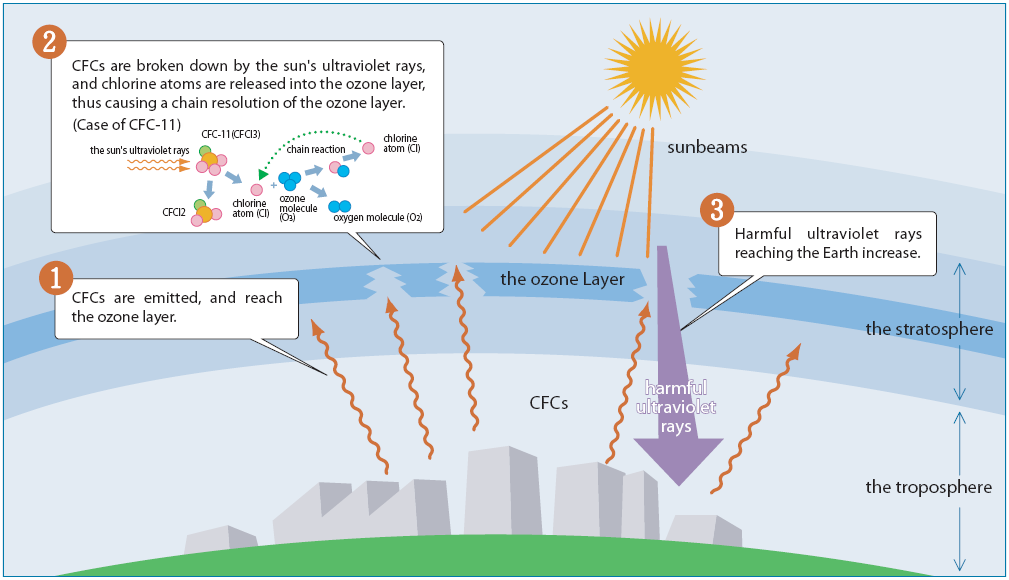 2
CFCs are broken down by the sun's ultraviolet rays,
and chlorine atoms are released into the ozone layer,
thus causing a chain resolution of the ozone layer.
(Case of CFC-11)
CFC-11(CFCl3)
the sun's ultraviolet rays
chain reaction
chlorine
atom (Cl)
CFCl2
chlorine
atom (Cl)
+
ozone
molecule
(O3)
oxygen molecule (O2)
sunbeams
3
Harmful ultraviolet rays
reaching the Earth increase.
1
CFCs are emitted, and reach
the ozone layer.
the ozone Layer
the stratosphere
CFCs
harmful
ultraviolet
rays
the troposphere